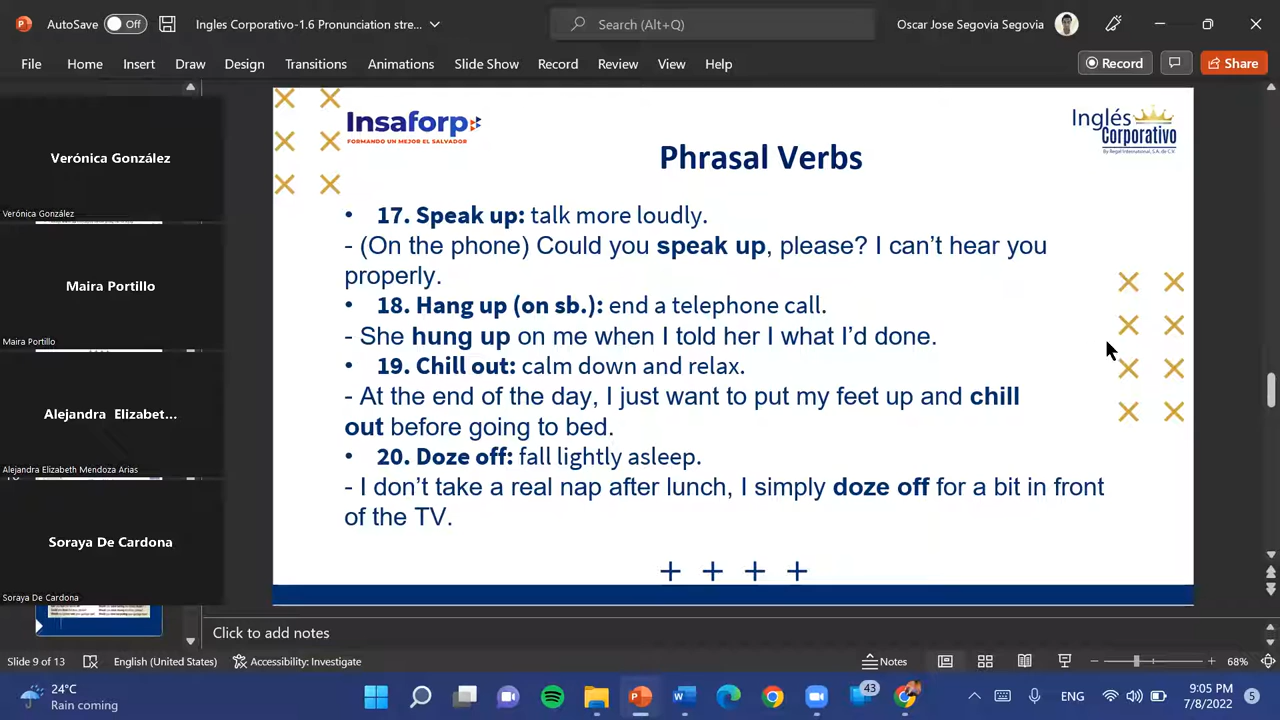 AutoSave Off Ingles Corporativo-1.6 Pronunciation stre... Search (Alt+Q) Oscar Jose Segovia Segovia
File Home Insert Draw Design Transitions Animations Slide Show Record Review View Help Record Share
Verónica González
Verónica González
Maira Portillo
Maira Portillo
Alejandra Elizabet...
Alejandra Elizabeth Mendoza Arias
Soraya De Cardona
Soraya De Cardona
Insaforp
FORMANDO UN MEJOR EL SALVADOR
Inglés
Corporativo
By Regal International, S.A. de C.V.
Phrasal Verbs
• 17. Speak up: talk more loudly.
- (On the phone) Could you speak up, please? I can't hear you
properly.
• 18. Hang up (on sb.): end a telephone call.
- She hung up on me when I told her I what I'd done.
• 19. Chill out: calm down and relax.
- At the end of the day, I just want to put my feet up and chill
out before going to bed.
• 20. Doze off: fall lightly asleep.
- I don't take a real nap after lunch, I simply doze off for a bit in front
of the TV.
Click to add notes
Slide 9 of 13 English (United States) Accessibility: Investigate Notes 68%
24°C
Rain coming
43
ENG
9:05 PM
7/8/2022
5